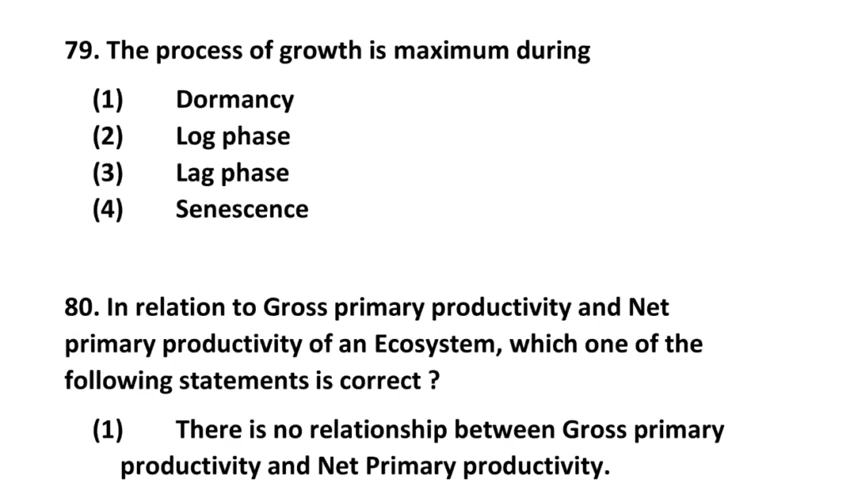 79. The process of growth is maximum during
(1) Dormancy
(2) Log phase
(3) Lag phase
(4) Senescence
80. In relation to Gross primary productivity and Net
primary productivity of an Ecosystem, which one of the
following statements is correct ?
(1) There is no relationship between Gross primary
productivity and Net Primary productivity.